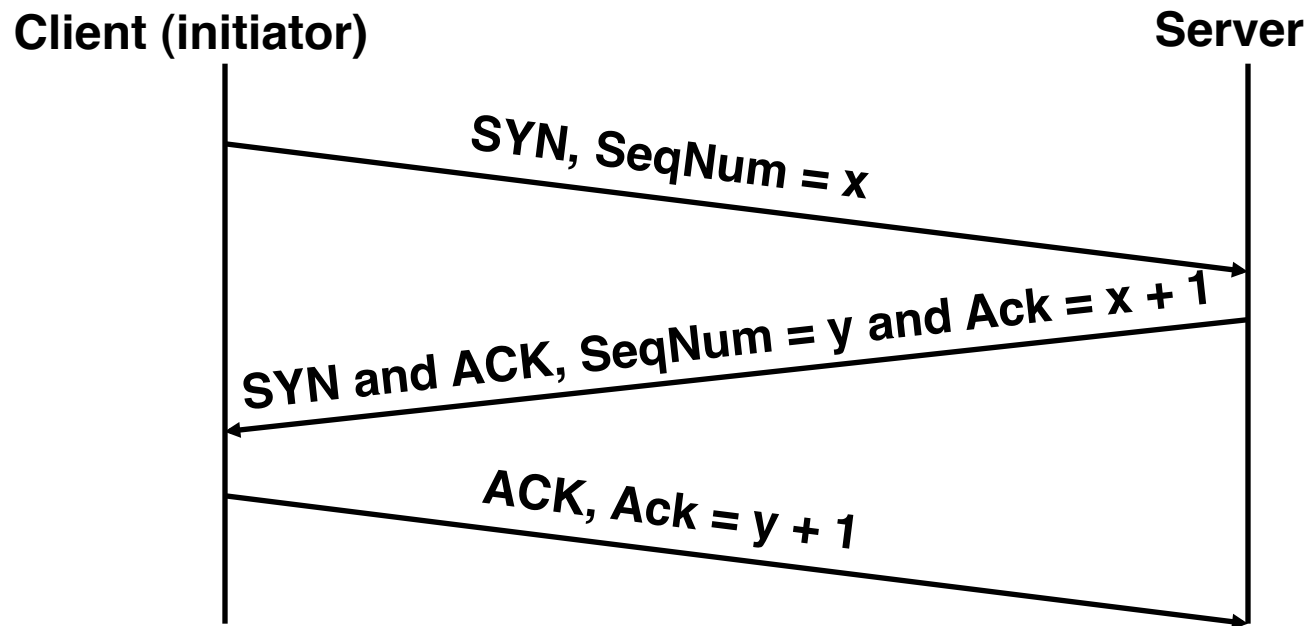 Client (initiator)
Server
SYN, SeqNum = x
SYN and ACK, SeqNum = y and Ack = x + 1
ACK, Ack = y + 1